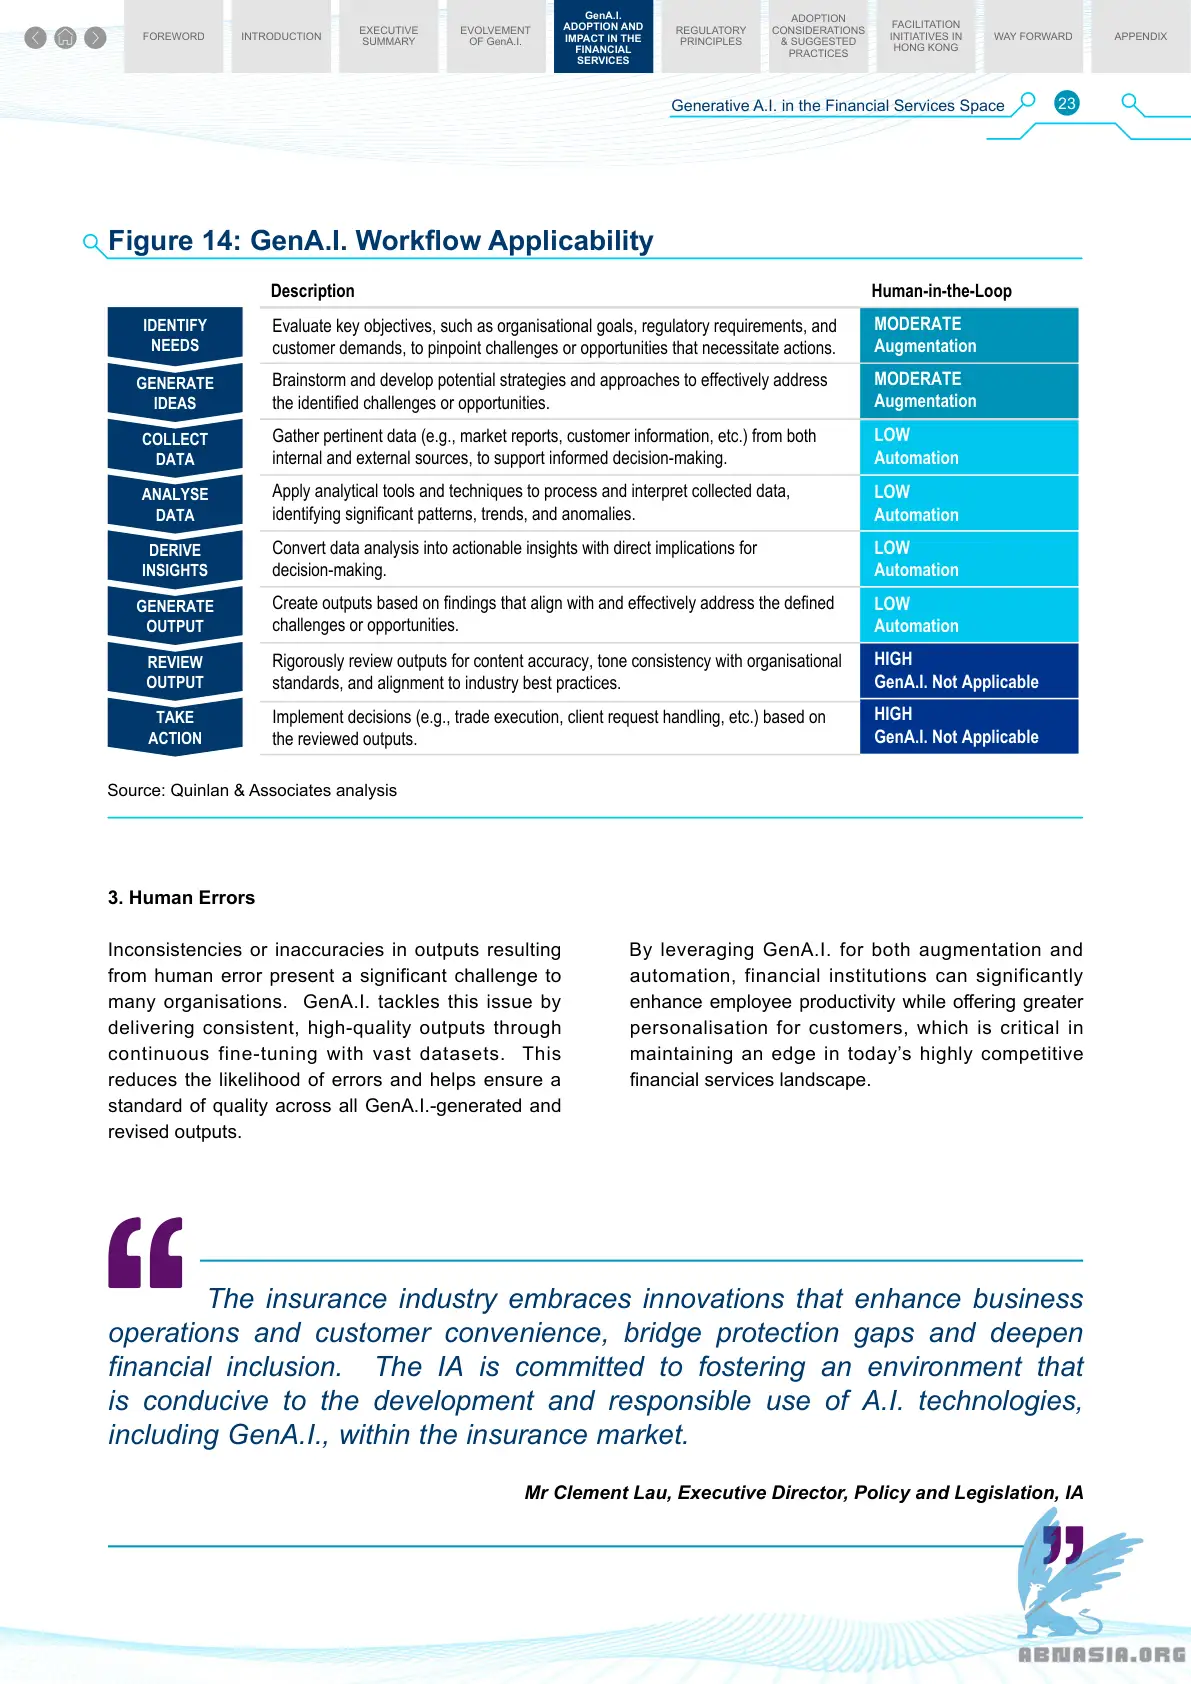 FOREWORD
INTRODUCTION
EXECUTIVE
SUMMARY
EVOLVEMENT
OF GenA.I.
GenA.I.
ADOPTION AND
IMPACT IN THE
FINANCIAL
SERVICES
REGULATORY
PRINCIPLES
ADOPTION
CONSIDERATIONS
& SUGGESTED
PRACTICES
FACILITATION
INITIATIVES IN
HONG KONG
WAY FORWARD
APPENDIX
Generative A.I. in the Financial Services Space
23
Figure 14: GenA.I. Workflow Applicability
Description
Human-in-the-Loop
IDENTIFY
NEEDS
Evaluate key objectives, such as organisational goals, regulatory requirements, and
customer demands, to pinpoint challenges or opportunities that necessitate actions.
MODERATE
Augmentation
GENERATE
IDEAS
Brainstorm and develop potential strategies and approaches to effectively address
the identified challenges or opportunities.
MODERATE
Augmentation
COLLECT
DATA
Gather pertinent data (e.g., market reports, customer information, etc.) from both
internal and external sources, to support informed decision-making.
LOW
Automation
ANALYSE
DATA
Apply analytical tools and techniques to process and interpret collected data,
identifying significant patterns, trends, and anomalies.
LOW
Automation
DERIVE
INSIGHTS
Convert data analysis into actionable insights with direct implications for
decision-making.
LOW
Automation
GENERATE
OUTPUT
Create outputs based on findings that align with and effectively address the defined
challenges or opportunities.
LOW
Automation
REVIEW
OUTPUT
Rigorously review outputs for content accuracy, tone consistency with organisational
standards, and alignment to industry best practices.
HIGH
GenA.I. Not Applicable
TAKE
ACTION
Implement decisions (e.g., trade execution, client request handling, etc.) based on
the reviewed outputs.
HIGH
GenA.I. Not Applicable
Source: Quinlan & Associates analysis
3. Human Errors
Inconsistencies or inaccuracies in outputs resulting
from human error present a significant challenge to
many organisations. GenA.I. tackles this issue by
delivering consistent, high-quality outputs through
continuous fine-tuning with vast datasets. This
reduces the likelihood of errors and helps ensure a
standard of quality across all GenA.I.-generated and
revised outputs.
By leveraging GenA.I. for both augmentation and
automation, financial institutions can significantly
enhance employee productivity while offering greater
personalisation for customers, which is critical in
maintaining an edge in today's highly competitive
financial services landscape.
“
The insurance industry embraces innovations that enhance business
operations and customer convenience, bridge protection gaps and deepen
financial inclusion. The IA is committed to fostering an environment that
is conducive to the development and responsible use of A.I. technologies,
including GenA.I., within the insurance market.
Mr Clement Lau, Executive Director, Policy and Legislation, IA
”
ABNASIA.ORG